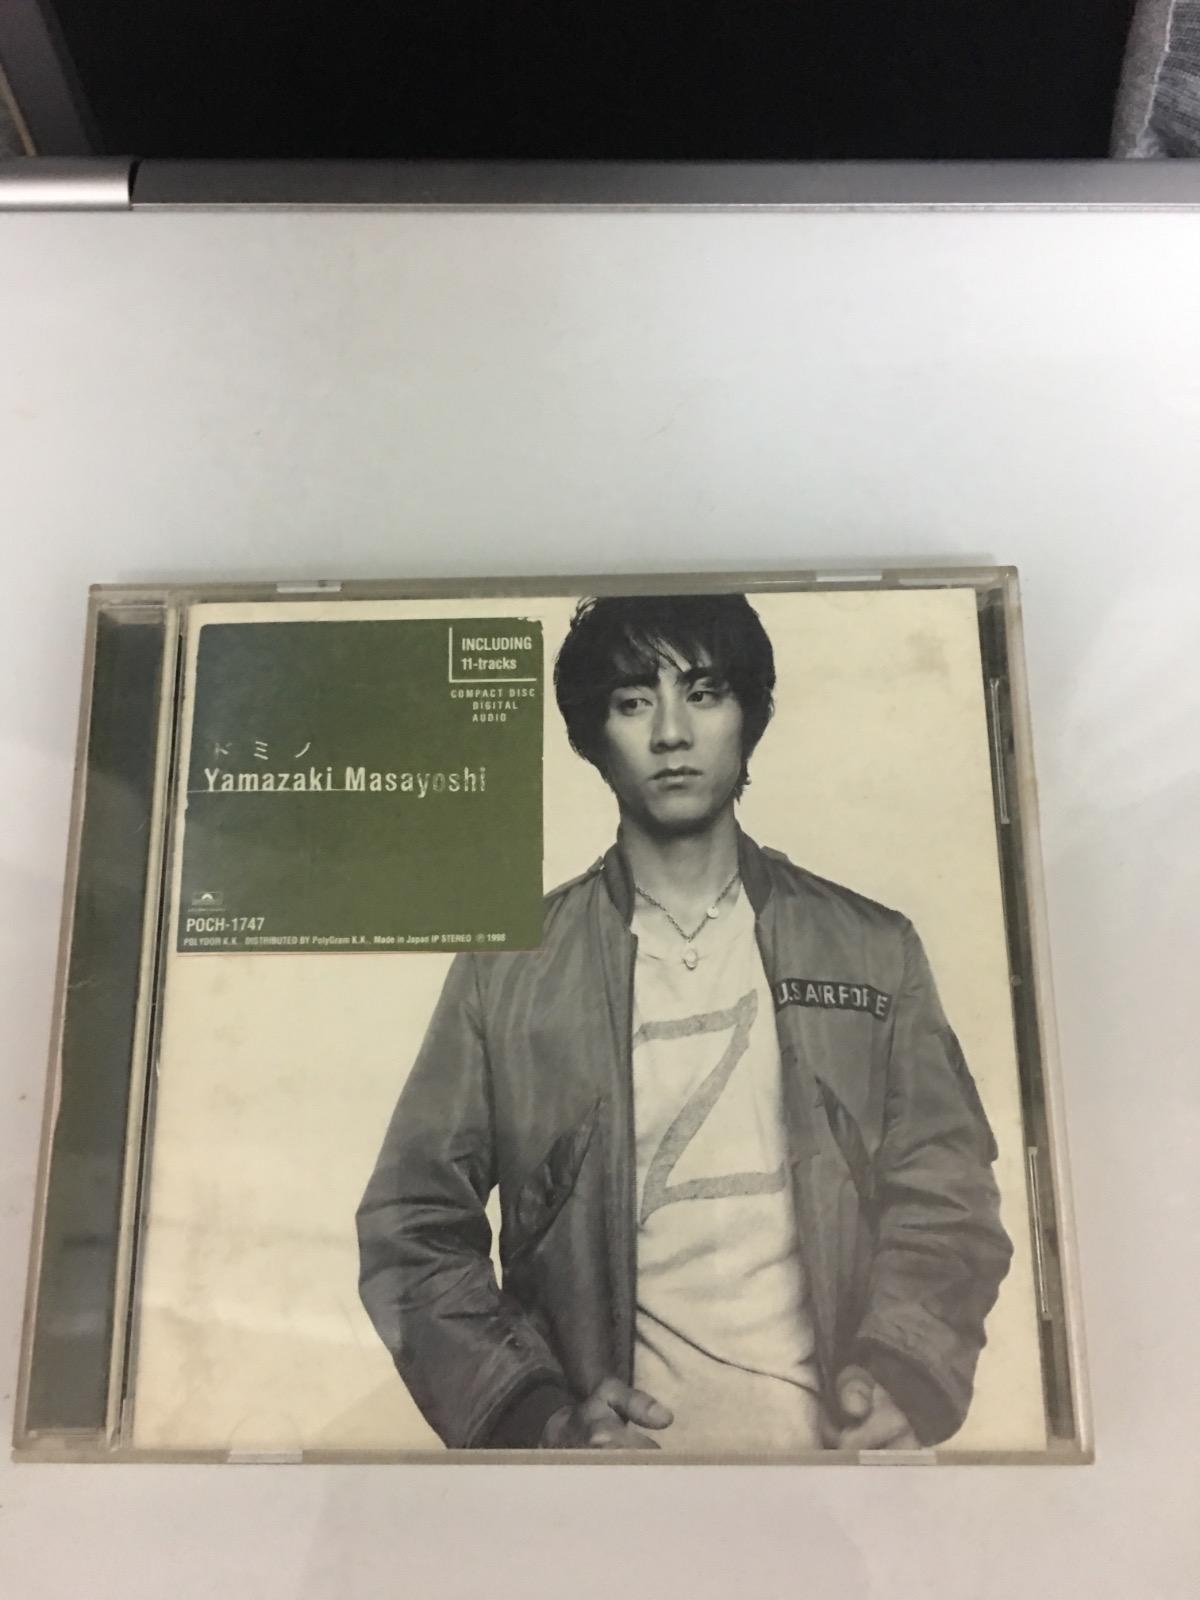 INCLUDING
11-tracks
COMPACT DISC
DIGITAL
AUDIO
ドミノ
Yamazaki Masayoshi
POCH-1747
POLYDOR K.K. DISTRIBUTED BY PolyGram K.K., Made in Japan IP STEREO ℗ 1998
U.S AIR FORCE
Z